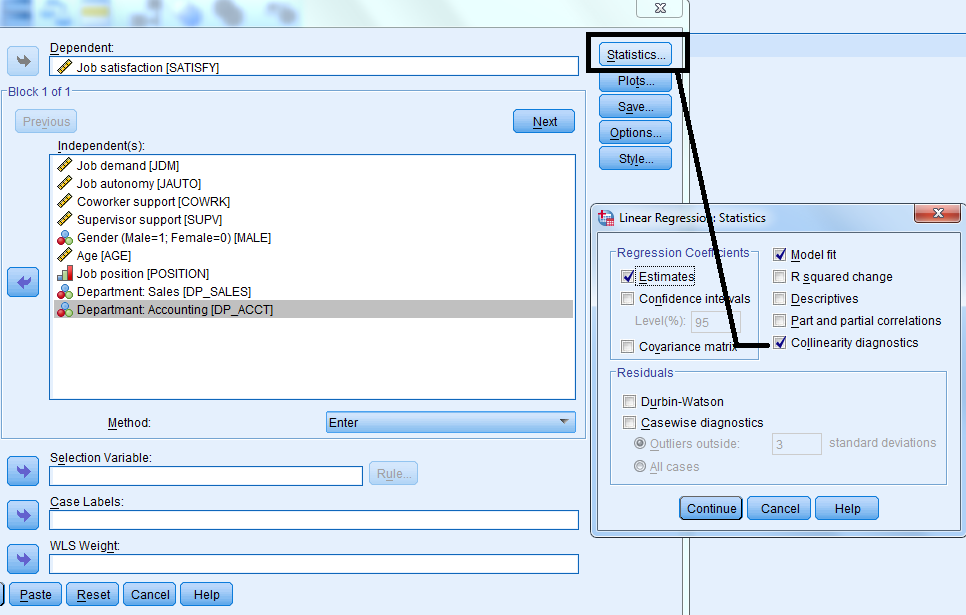 Dependent:
Job satisfaction [SATISFY]
Block 1 of 1
Previous
Next
Independent(s):
Job demand [JDM]
Job autonomy [JAUTO]
Coworker support [COWRK]
Supervisor support [SUPV]
Gender (Male=1; Female=0) [MALE]
Age [AGE]
Job position [POSITION]
Department: Sales [DP_SALES]
Departmant: Accounting [DP_ACCT]
Method:
Enter
Selection Variable:
Rule...
Case Labels:
WLS Weight:
Paste
Reset
Cancel
Help
Statistics...
Plots...
Save...
Options...
Style...
Linear Regression: Statistics
Regression Coefficients
Estimates
Confidence intervals
Level(%):
95
Covariance matrix
Model fit
R squared change
Descriptives
Part and partial correlations
Collinearity diagnostics
Residuals
Durbin-Watson
Casewise diagnostics
Outliers outside:
3
standard deviations
All cases
Continue
Cancel
Help